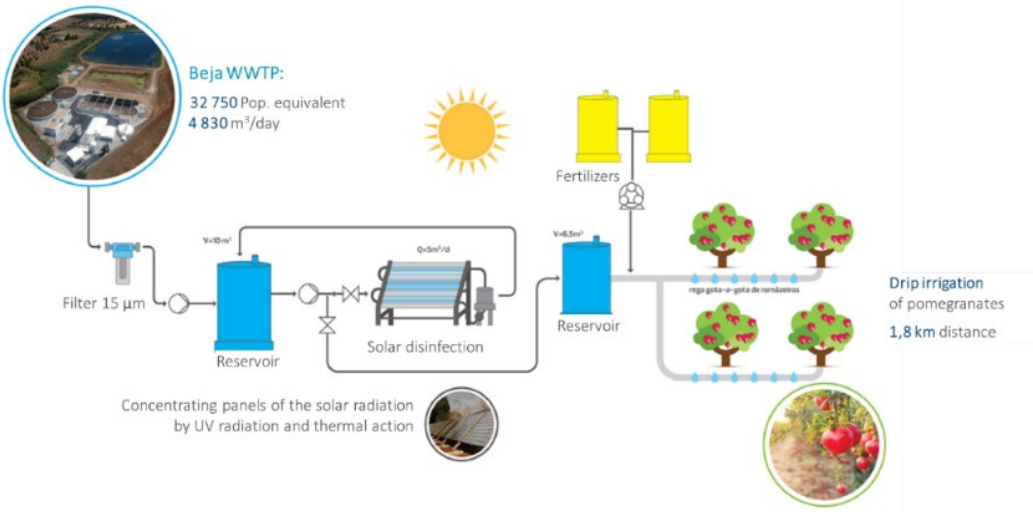 Beja WWTP:
32 750 Pop. equivalent
4 830 m³/day
Fertilizers
V=10 m³
Q=5m³/d
V=6,5m³
Filter 15 µm
Reservoir
Solar disinfection
Reservoir
rega gota-a-gota de romãzeiras
Drip irrigation
of pomegranates
1,8 km distance
Concentrating panels of the solar radiation
by UV radiation and thermal action